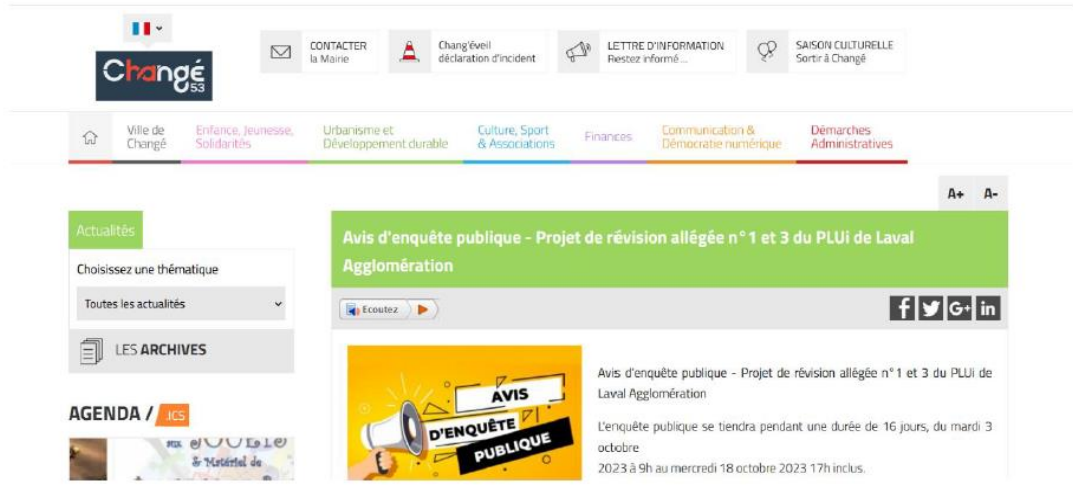 Changé
53
CONTACTER
la Mairie
Chang'éveil
déclaration d'incident
LETTRE D'INFORMATION
Restez informé ...
SAISON CULTURELLE
Sortir à Changé
Ville de
Changé
Enfance, Jeunesse,
Solidarités
Urbanisme et
Développement durable
Culture, Sport
& Associations
Finances
Communication &
Démocratie numérique
Démarches
Administratives
A+ A-
Actualités
Choisissez une thématique
Toutes les actualités
LES ARCHIVES
AGENDA / .ICS
& Matériel de
Avis d'enquête publique - Projet de révision allégée n°1 et 3 du PLUi de Laval
Agglomération
Ecoutez
f G+ in
AVIS
D'ENQUÊTE
PUBLIQUE
Avis d'enquête publique - Projet de révision allégée n°1 et 3 du PLUi de
Laval Agglomération
L'enquête publique se tiendra pendant une durée de 16 jours, du mardi 3
octobre
2023 à 9h au mercredi 18 octobre 2023 17h inclus.